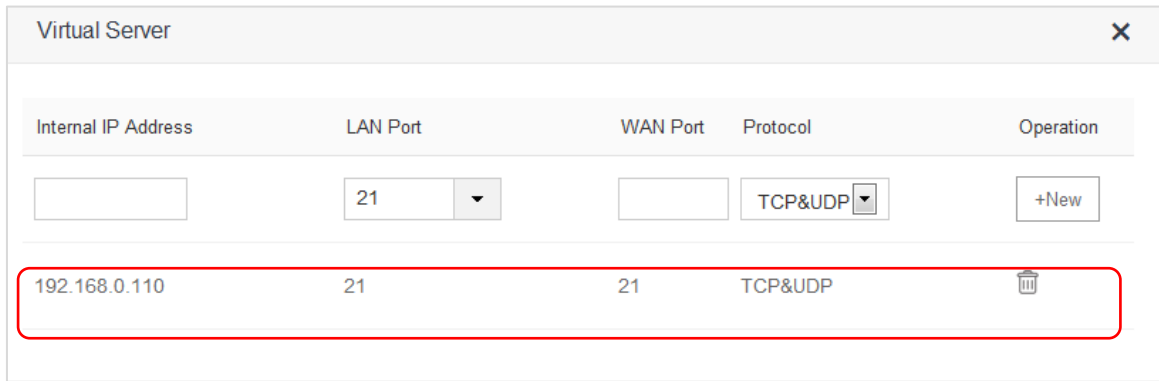 Virtual Server
Internal IP Address LAN Port WAN Port Protocol Operation
21 TCP&UDP +New
192.168.0.110 21 21 TCP&UDP